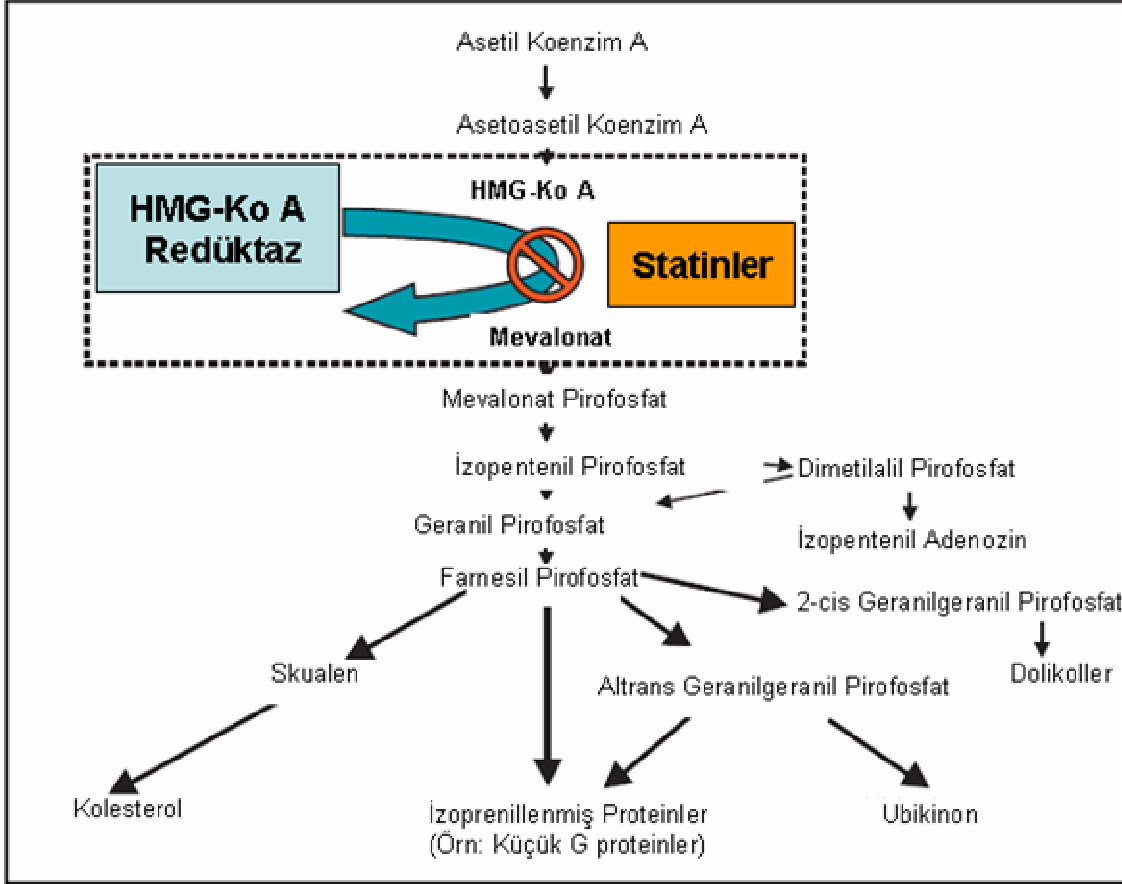 Asetil Koenzim A
Asetoasetil Koenzim A
HMG-Ko A
Redüktaz
HMG-Ko A
Statinler
Mevalonat
Mevalonat Pirofosfat
İzopentenil Pirofosfat
Dimetilalil Pirofosfat
Geranil Pirofosfat
İzopentenil Adenozin
Farnesil Pirofosfat
2-cis Geranilgeranil Pirofosfat
Skualen
Altrans Geranilgeranil Pirofosfat
Dolikoller
Kolesterol
İzoprenillenmiş Proteinler
(Örn: Küçük G proteinler)
Ubikinon